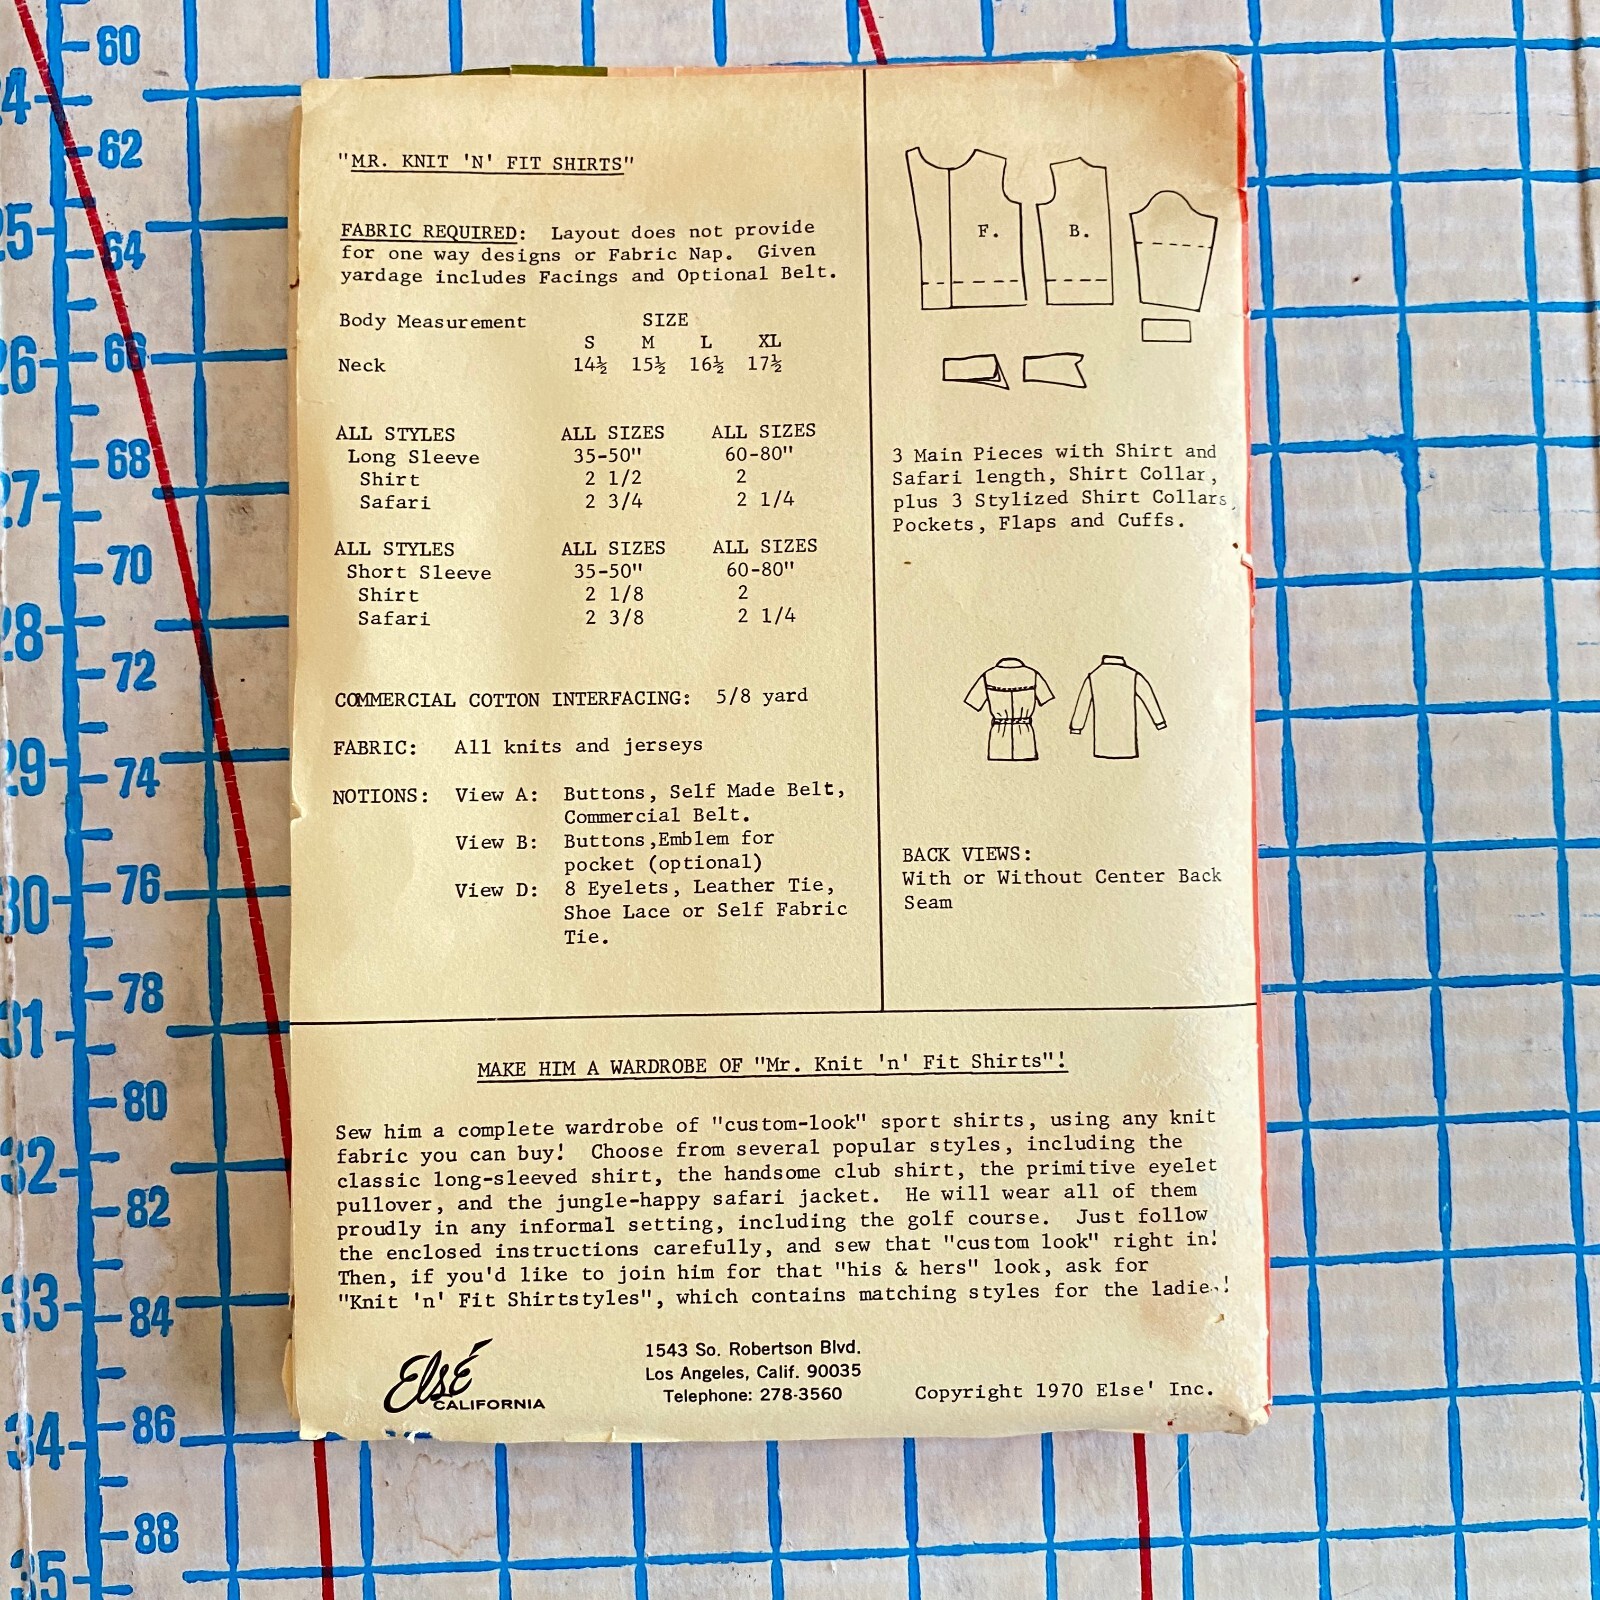 "MR. KNIT 'N' FIT SHIRTS"
FABRIC REQUIRED: Layout does not provide
for one way designs or Fabric Nap. Given
yardage includes Facings and Optional Belt.
Body Measurement SIZE
S M L XL
Neck 14½ 15½ 16½ 17½
ALL STYLES ALL SIZES ALL SIZES
Long Sleeve 35-50" 60-80"
Shirt 2 1/2 2
Safari 2 3/4 2 1/4
ALL STYLES ALL SIZES ALL SIZES
Short Sleeve 35-50" 60-80"
Shirt 2 1/8 2
Safari 2 3/8 2 1/4
COMMERCIAL COTTON INTERFACING: 5/8 yard
FABRIC: All knits and jerseys
NOTIONS: View A: Buttons, Self Made Belt,
Commercial Belt.
View B: Buttons,Emblem for
pocket (optional)
View D: 8 Eyelets, Leather Tie,
Shoe Lace or Self Fabric
Tie.
F. B.
3 Main Pieces with Shirt and
Safari length, Shirt Collar,
plus 3 Stylized Shirt Collars,
Pockets, Flaps and Cuffs.
BACK VIEWS:
With or Without Center Back
Seam
MAKE HIM A WARDROBE OF "Mr. Knit 'n' Fit Shirts"!
Sew him a complete wardrobe of "custom-look" sport shirts, using any knit
fabric you can buy! Choose from several popular styles, including the
classic long-sleeved shirt, the handsome club shirt, the primitive eyelet
pullover, and the jungle-happy safari jacket. He will wear all of them
proudly in any informal setting, including the golf course. Just follow
the enclosed instructions carefully, and sew that "custom look" right in!
Then, if you'd like to join him for that "his & hers" look, ask for
"Knit 'n' Fit Shirtstyles", which contains matching styles for the
Elsé
CALIFORNIA
1543 So. Robertson Blvd.
Los Angeles, Calif. 90035
Telephone: 278-3560
Copyright 1970 Else' Inc.
60
62
25
64
26
66
68
27
70
28
72
29
74
30
76
78
31
80
32
82
33
84
34
86
88
35